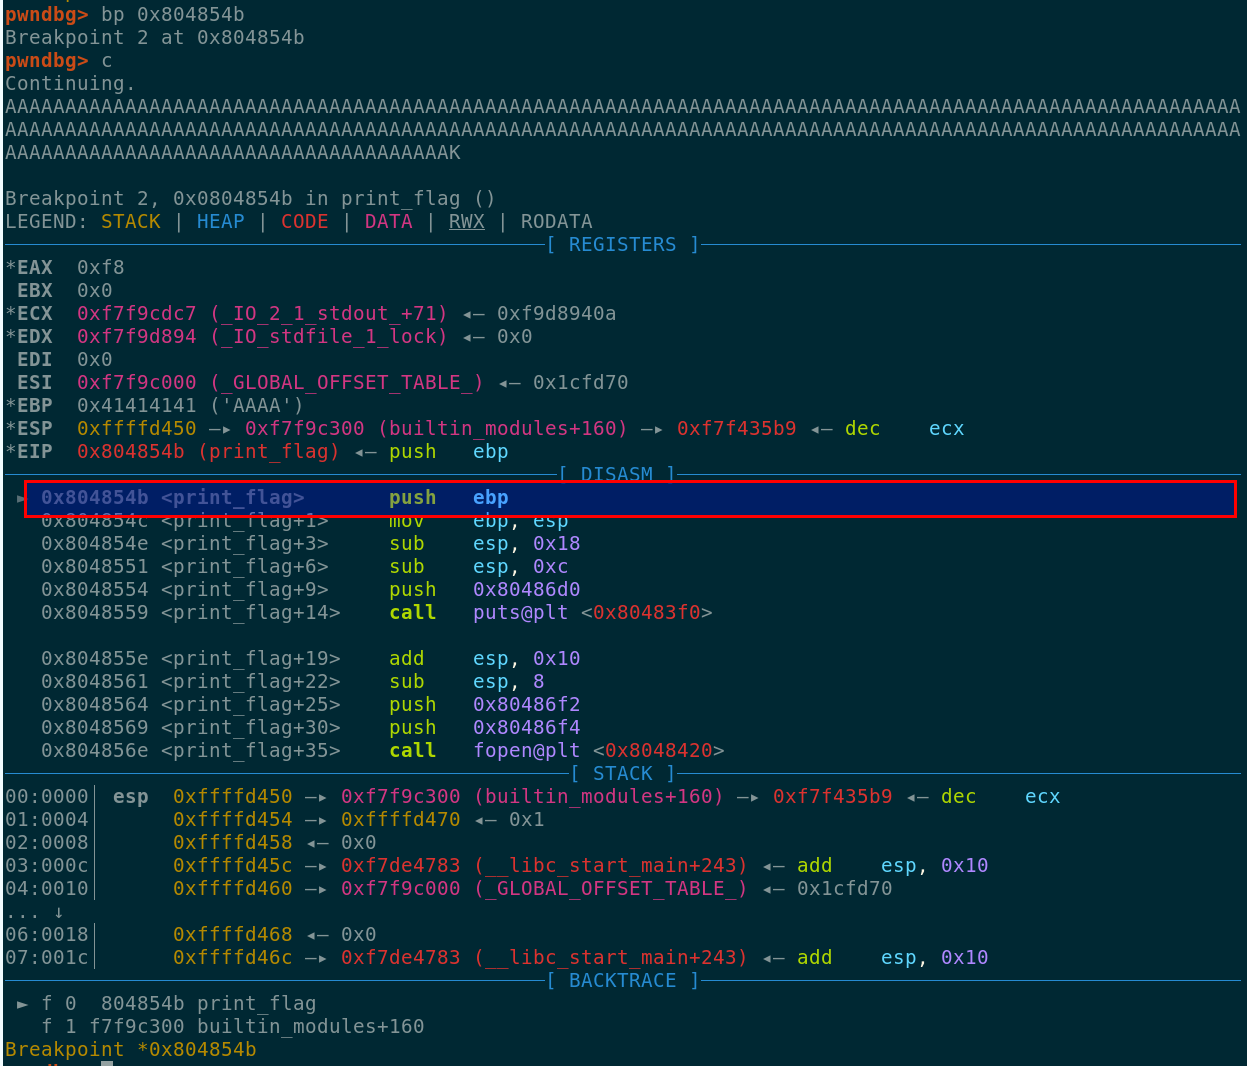 pwndbg> bp 0x804854b
Breakpoint 2 at 0x804854b
pwndbg> c
Continuing.
AAAAAAAAAAAAAAAAAAAAAAAAAAAAAAAAAAAAAAAAAAAAAAAAAAAAAAAAAAAAAAAAAAAAAAAAAAAAAAAAAAAAAAAAAAAAAAAAAAAAAAA
AAAAAAAAAAAAAAAAAAAAAAAAAAAAAAAAAAAAAAAAAAAAAAAAAAAAAAAAAAAAAAAAAAAAAAAAAAAAAAAAAAAAAAAAAAAAAAAAAAAAAAA
AAAAAAAAAAAAAAAAAAAAAAAAAAAAAAAAAAAAAK
Breakpoint 2, 0x0804854b in print_flag ()
LEGEND: STACK | HEAP | CODE | DATA | RWX | RODATA
[ REGISTERS ]
*EAX  0xf8
 EBX  0x0
*ECX  0xf7f9cdc7 (_IO_2_1_stdout_+71) ◂— 0xf9d8940a
*EDX  0xf7f9d894 (_IO_stdfile_1_lock) ◂— 0x0
 EDI  0x0
 ESI  0xf7f9c000 (_GLOBAL_OFFSET_TABLE_) ◂— 0x1cfd70
*EBP  0x41414141 ('AAAA')
*ESP  0xffffd450 —▸ 0xf7f9c300 (builtin_modules+160) —▸ 0xf7f435b9 ◂— dec    ecx
*EIP  0x804854b (print_flag) ◂— push   ebp
[ DISASM ]
 ► 0x804854b <print_flag>       push   ebp
   0x804854c <print_flag+1>     mov    ebp, esp
   0x804854e <print_flag+3>     sub    esp, 0x18
   0x8048551 <print_flag+6>     sub    esp, 0xc
   0x8048554 <print_flag+9>     push   0x80486d0
   0x8048559 <print_flag+14>    call   puts@plt <0x80483f0>
   0x804855e <print_flag+19>    add    esp, 0x10
   0x8048561 <print_flag+22>    sub    esp, 8
   0x8048564 <print_flag+25>    push   0x80486f2
   0x8048569 <print_flag+30>    push   0x80486f4
   0x804856e <print_flag+35>    call   fopen@plt <0x8048420>
[ STACK ]
00:0000│ esp  0xffffd450 —▸ 0xf7f9c300 (builtin_modules+160) —▸ 0xf7f435b9 ◂— dec    ecx
01:0004│      0xffffd454 —▸ 0xffffd470 ◂— 0x1
02:0008│      0xffffd458 ◂— 0x0
03:000c│      0xffffd45c —▸ 0xf7de4783 (__libc_start_main+243) ◂— add    esp, 0x10
04:0010│      0xffffd460 —▸ 0xf7f9c000 (_GLOBAL_OFFSET_TABLE_) ◂— 0x1cfd70
... ↓
06:0018│      0xffffd468 ◂— 0x0
07:001c│      0xffffd46c —▸ 0xf7de4783 (__libc_start_main+243) ◂— add    esp, 0x10
[ BACKTRACE ]
 ► f 0  804854b print_flag
   f 1 f7f9c300 builtin_modules+160
Breakpoint *0x804854b